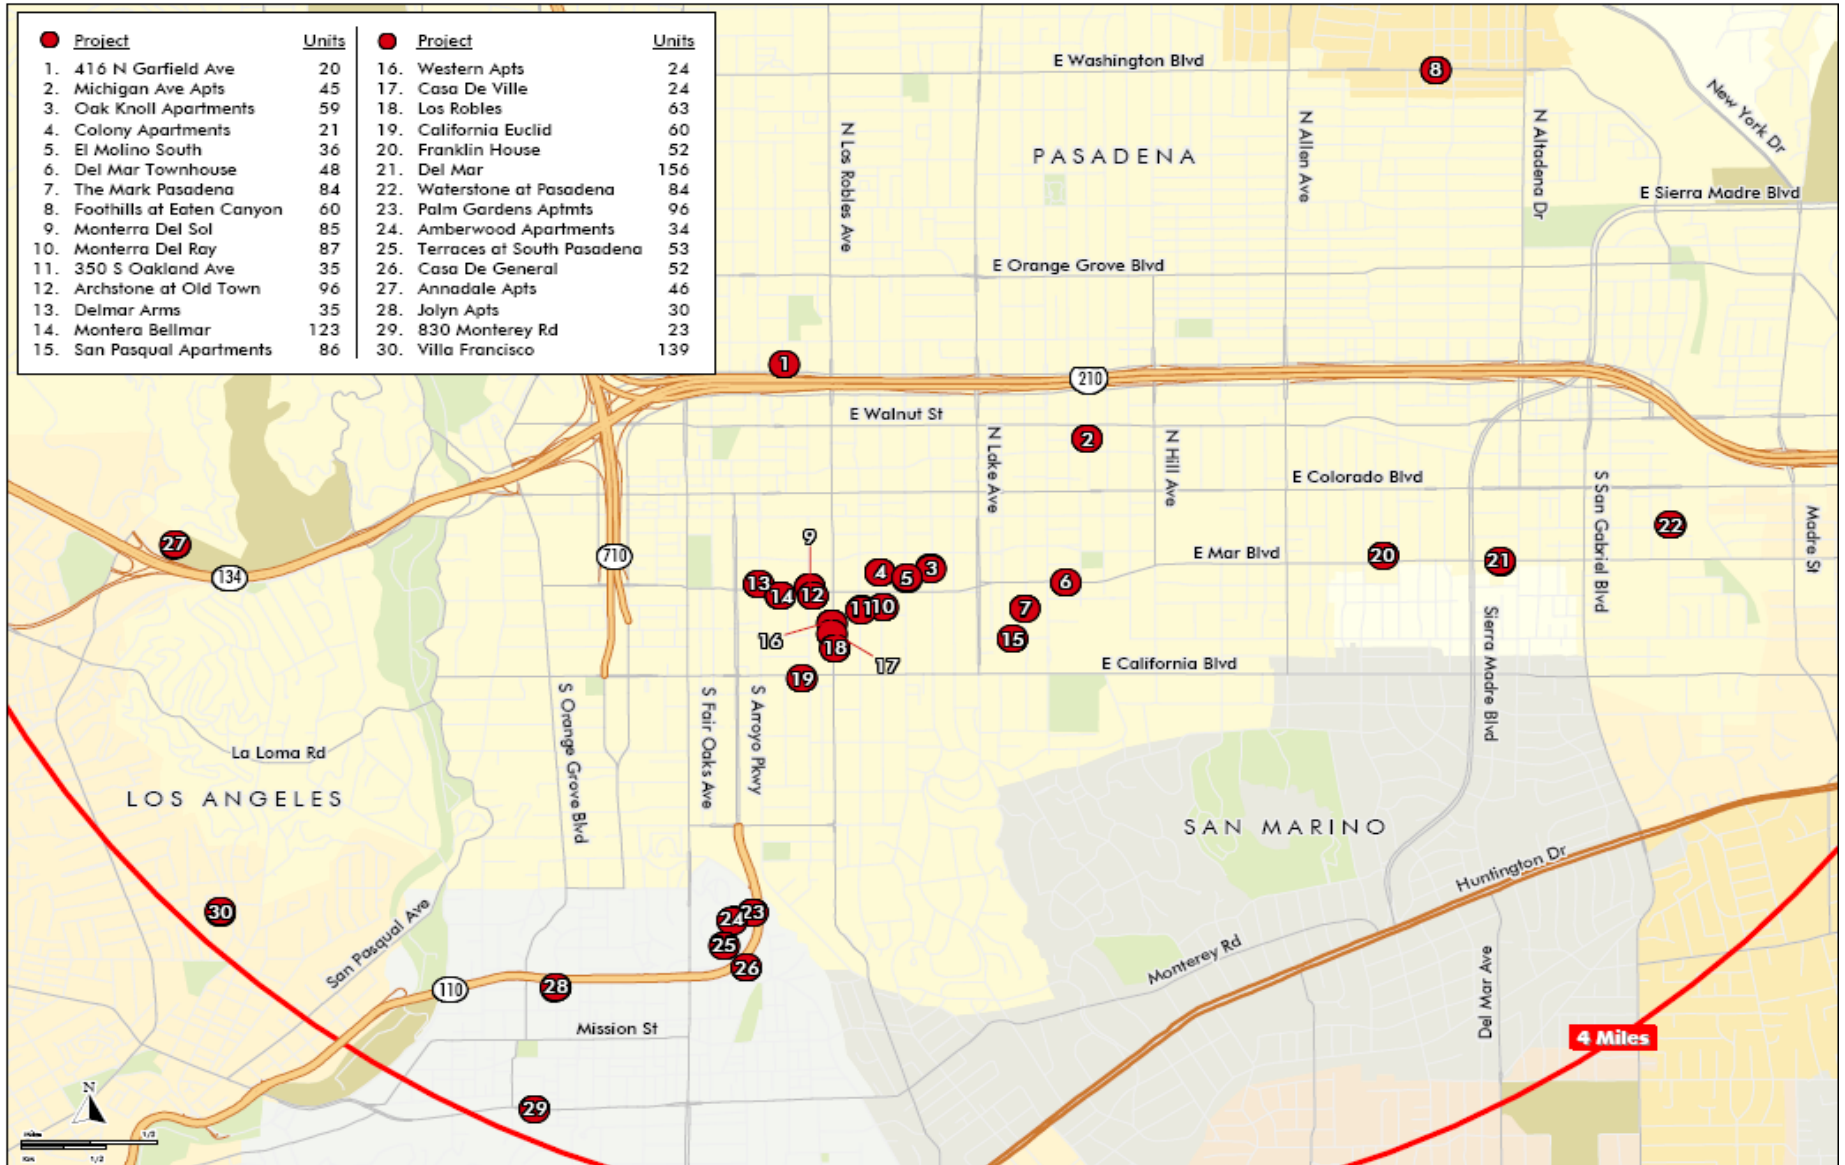 Project Units
1. 416 N Garfield Ave 20
2. Michigan Ave Apts 45
3. Oak Knoll Apartments 59
4. Colony Apartments 21
5. El Molino South 36
6. Del Mar Townhouse 48
7. The Mark Pasadena 84
8. Foothills at Eaten Canyon 60
9. Monterra Del Sol 85
10. Monterra Del Ray 87
11. 350 S Oakland Ave 35
12. Archstone at Old Town 96
13. Delmar Arms 35
14. Montera Bellmar 123
15. San Pasqual Apartments 86
Project Units
16. Western Apts 24
17. Casa De Ville 24
18. Los Robles 63
19. California Euclid 60
20. Franklin House 52
21. Del Mar 156
22. Waterstone at Pasadena 84
23. Palm Gardens Aptmts 96
24. Amberwood Apartments 34
25. Terraces at South Pasadena 53
26. Casa De General 52
27. Annadale Apts 46
28. Jolyn Apts 30
29. 830 Monterey Rd 23
30. Villa Francisco 139
E Washington Blvd
8
New York Dr
N Los Robles Ave
N Allen Ave
N Altadena Dr
PASADENA
E Sierra Madre Blvd
E Orange Grove Blvd
1
210
E Walnut St
2
N Lake Ave
N Hill Ave
E Colorado Blvd
S San Gabriel Blvd
Madre St
22
27
134
710
9
E Mar Blvd
20
21
13
14
12
4
5
3
6
11
10
7
16
18
17
15
19
E California Blvd
Sierra Madre Blvd
S Orange Grove Blvd
S Fair Oaks Ave
S Arroyo Pkwy
La Loma Rd
LOS ANGELES
SAN MARINO
Huntington Dr
30
San Pasqual Ave
24
23
25
26
Monterey Rd
Del Mar Ave
110
28
Mission St
4 Miles
29
N
Miles 1/2
Km 1/2